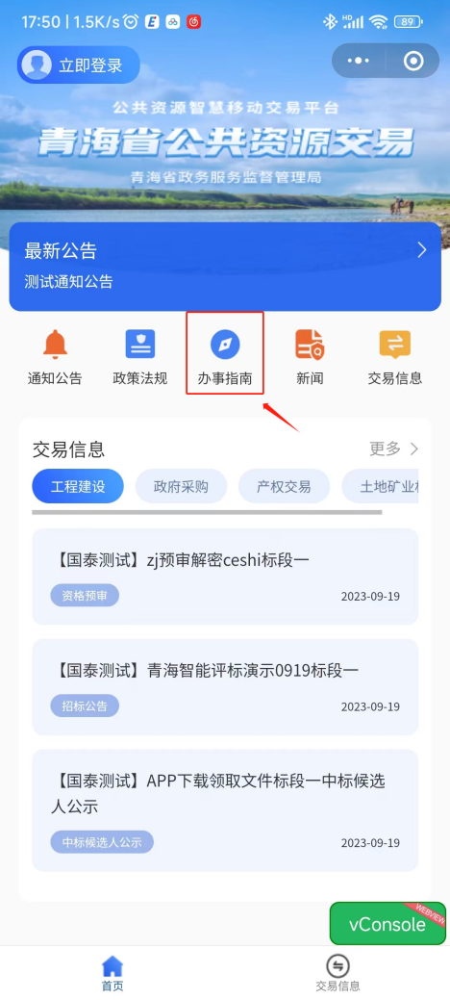 17:50 | 1.5K/s
HD
89
立即登录
公共资源智慧移动交易平台
青海省公共资源交易
青海省政务服务监督管理局
最新公告
测试通知公告
通知公告
政策法规
办事指南
新闻
交易信息
交易信息
更多
工程建设
政府采购
产权交易
土地矿业
【国泰测试】zj预审解密ceshi标段一
资格预审
2023-09-19
【国泰测试】青海智能评标演示0919标段一
招标公告
2023-09-19
【国泰测试】APP下载领取文件标段一中标候选
人公示
中标候选人公示
2023-09-19
vConsole
WEBVIEW
首页
交易信息